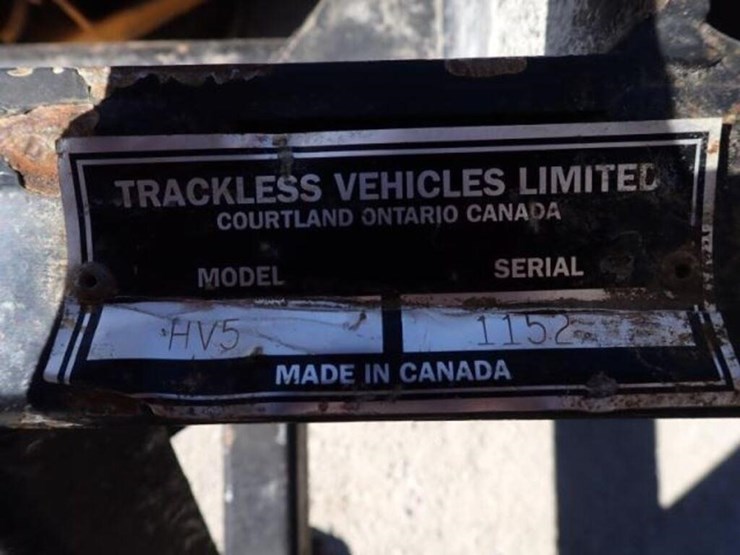 TRACKLESS VEHICLES LIMITED
COURTLAND ONTARIO CANADA
MODEL SERIAL
HV5 1152
MADE IN CANADA